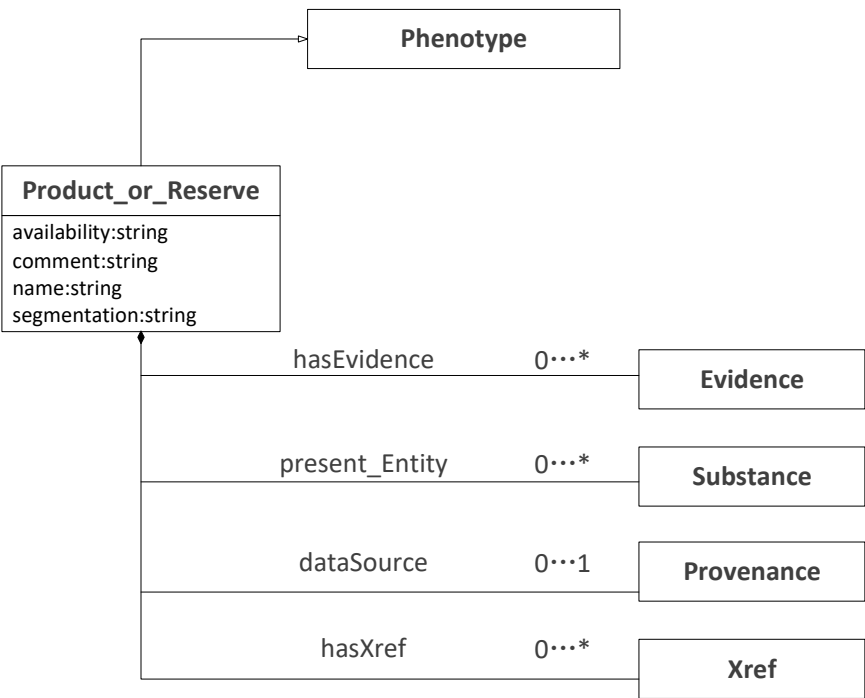 Phenotype
Product_or_Reserve
availability:string
comment:string
name:string
segmentation:string
hasEvidence 0···*
Evidence
present_Entity 0···*
Substance
dataSource 0···1
Provenance
hasXref 0···*
Xref